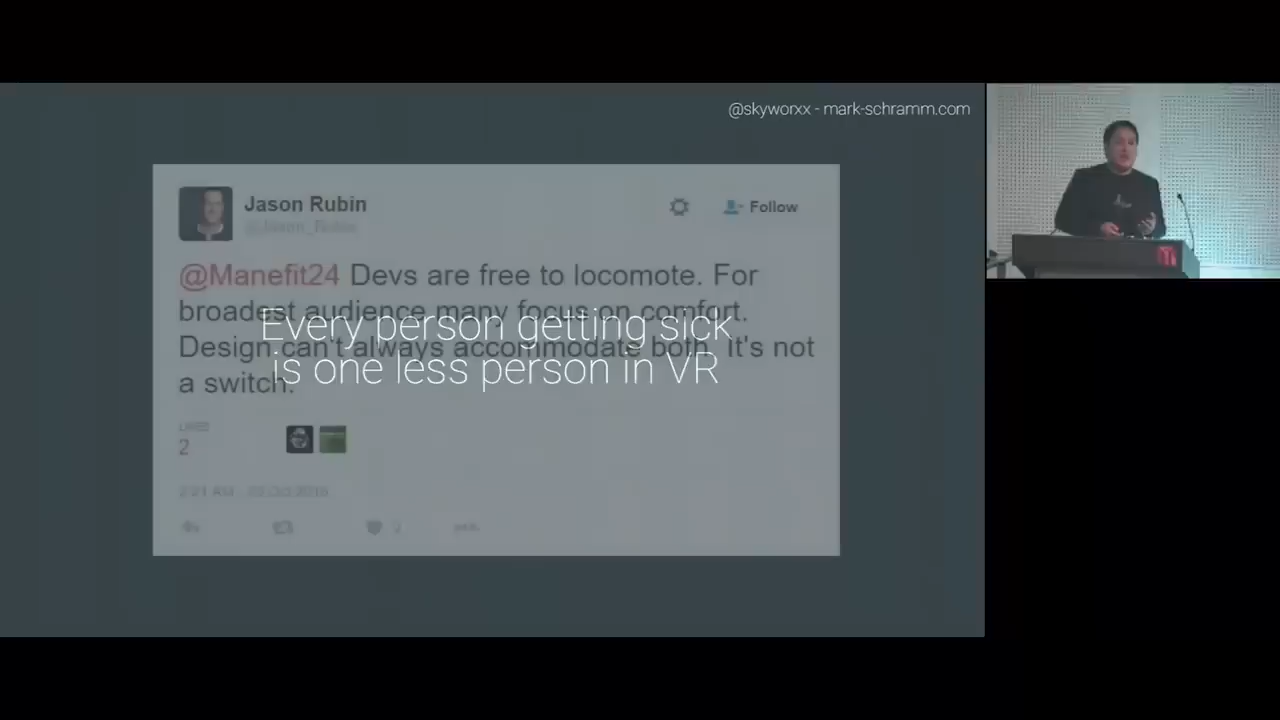 @skyworxx - mark-schramm.com
Jason Rubin
Follow
@Manefit24 Devs are free to locomote. For
broadest audience many focus on comfort.
Design can't always accommodate both. It's not
a switch.
Every person getting sick
is one less person in VR
LIKES
2
2